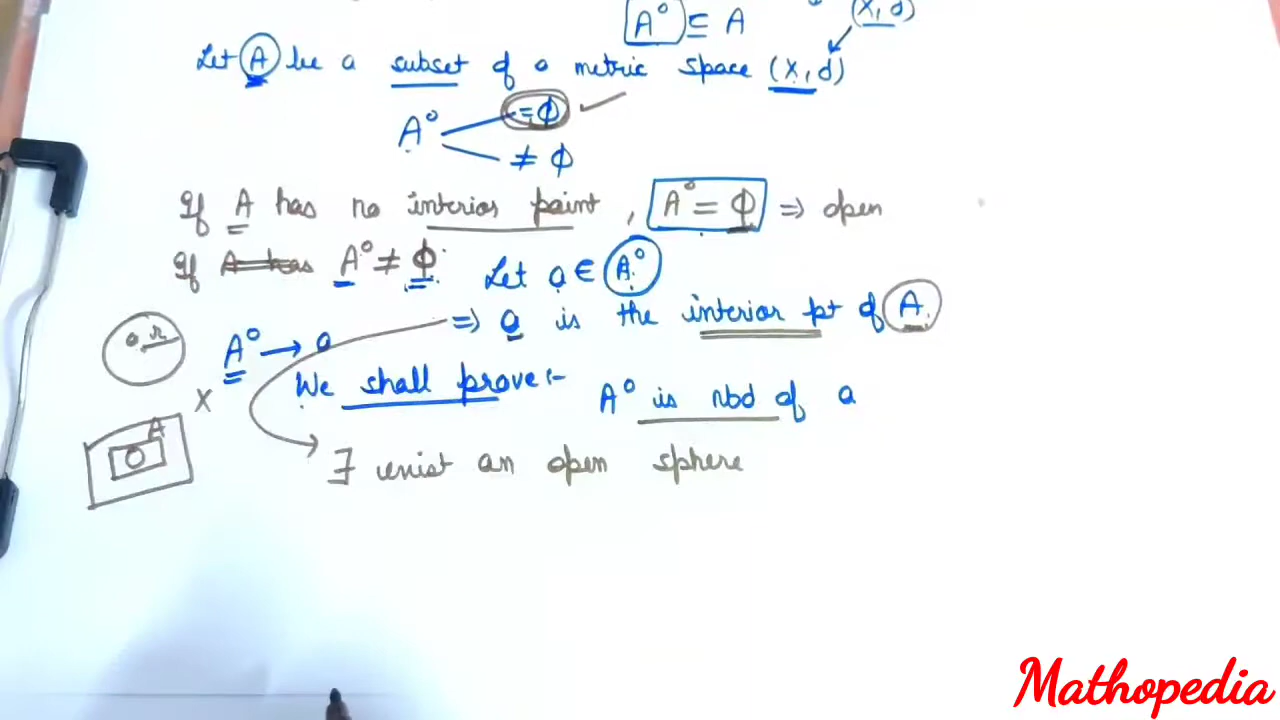 A° ⊆ A
(X, d)
Let A be a subset of a metric space (X, d)
A° = Φ
≠ Φ
If A has no interior point, A° = Φ ⇒ open
If A has A° ≠ Φ. Let a ∈ A°
⇒ a is the interior pt of A.
a r
A° → a
We shall prove :- A° is nbd of a
X
A
∃ exist an open sphere
Mathopedia